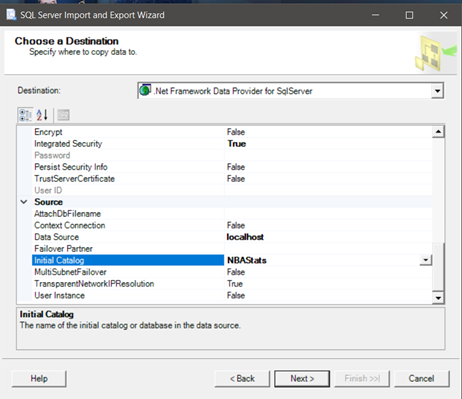 SQL Server Import and Export Wizard
Choose a Destination
Specify where to copy data to.
Destination: .Net Framework Data Provider for SqlServer
Encrypt False
Integrated Security True
Password
Persist Security Info False
TrustServerCertificate False
User ID
Source
AttachDbFilename
Context Connection False
Data Source localhost
Failover Partner
Initial Catalog NBAStats
MultiSubnetFailover False
TransparentNetworkIPResolution True
User Instance False
Initial Catalog
The name of the initial catalog or database in the data source.
Help < Back Next > Finish >>| Cancel